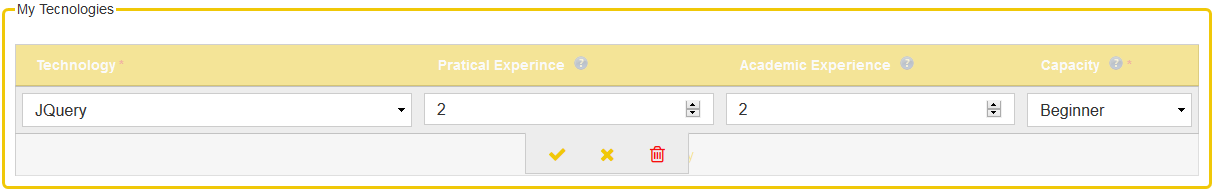 My Tecnologies
Technology * Pratical Experince ? Academic Experience ? Capacity ? *
JQuery 2 2 Beginner